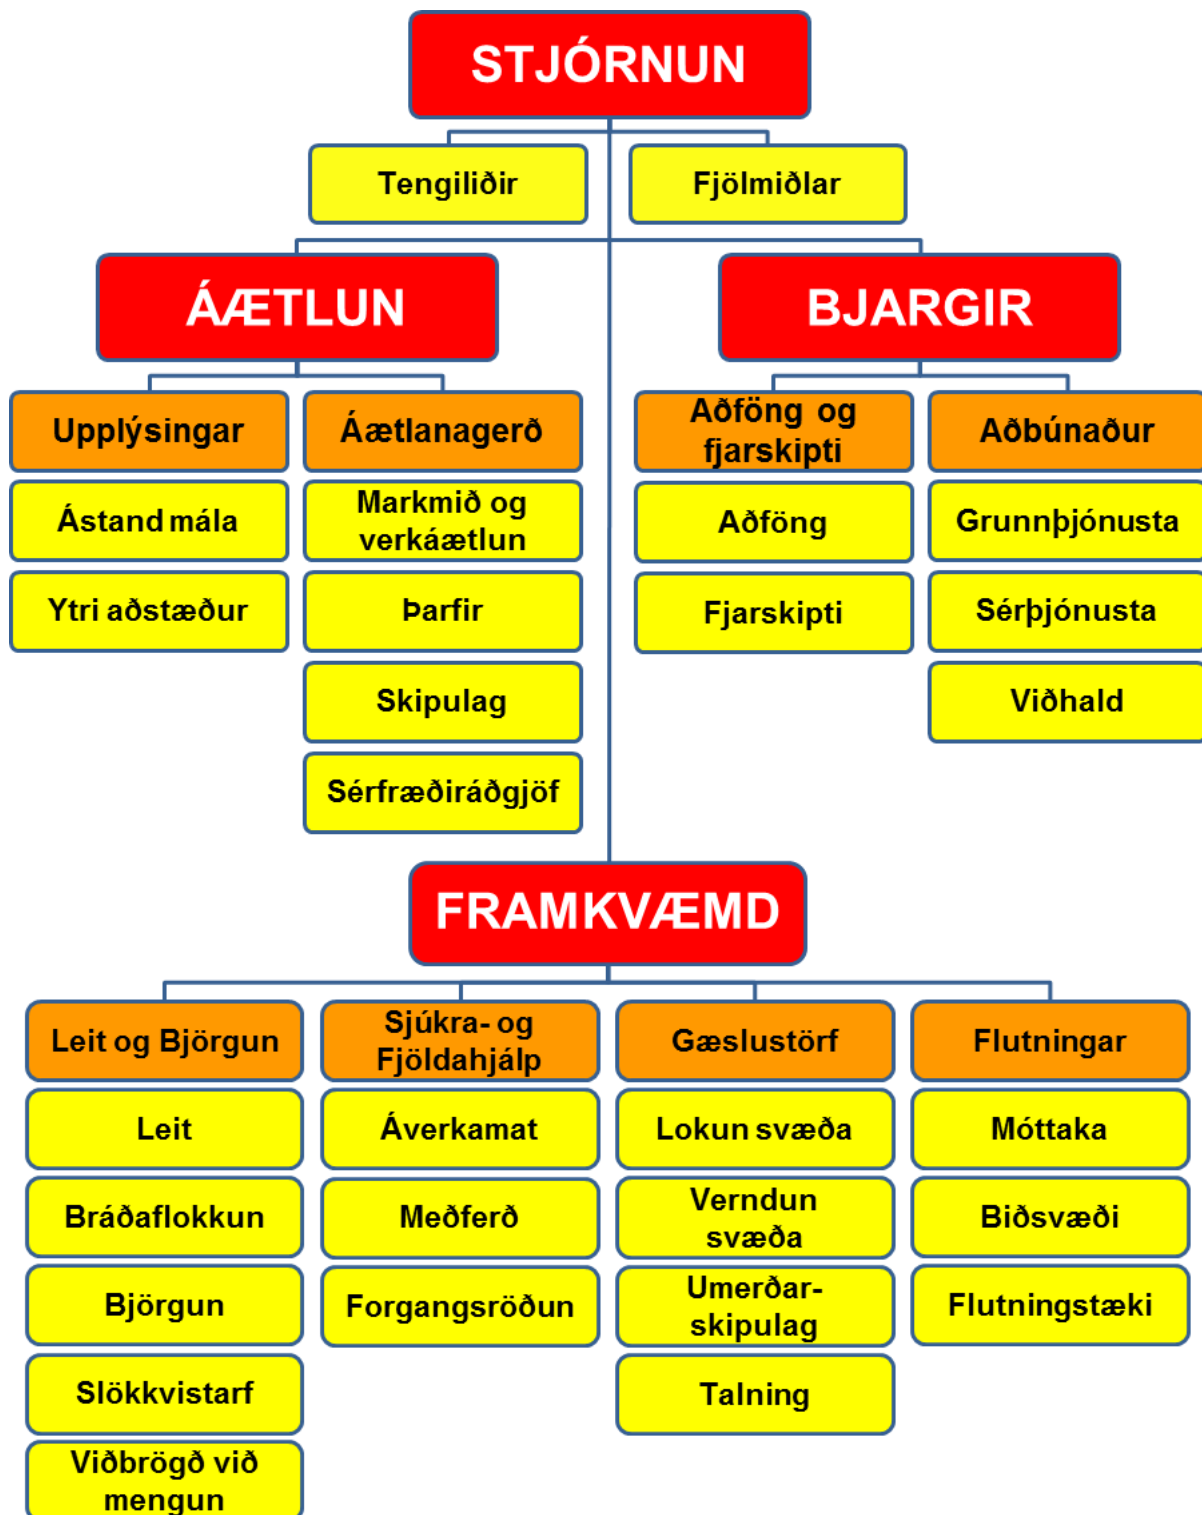 STJÓRNUN
Tengiliðir
Fjölmiðlar
ÁÆTLUN
BJARGIR
Upplýsingar
Ástand mála
Ytri aðstæður
Áætlanagerð
Markmið og
verkáætlun
Þarfir
Skipulag
Sérfræðiráðgjöf
Aðföng og
fjarskipti
Aðföng
Fjarskipti
Aðbúnaður
Grunnþjónusta
Sérþjónusta
Viðhald
FRAMKVÆMD
Leit og Björgun
Leit
Bráðaflokkun
Björgun
Slökkvistarf
Viðbrögð við
mengun
Sjúkra- og
Fjöldahjálp
Áverkamat
Meðferð
Forgangsröðun
Gæslustörf
Lokun svæða
Verndun
svæða
Umerðar-
skipulag
Talning
Flutningar
Móttaka
Biðsvæði
Flutningstæki